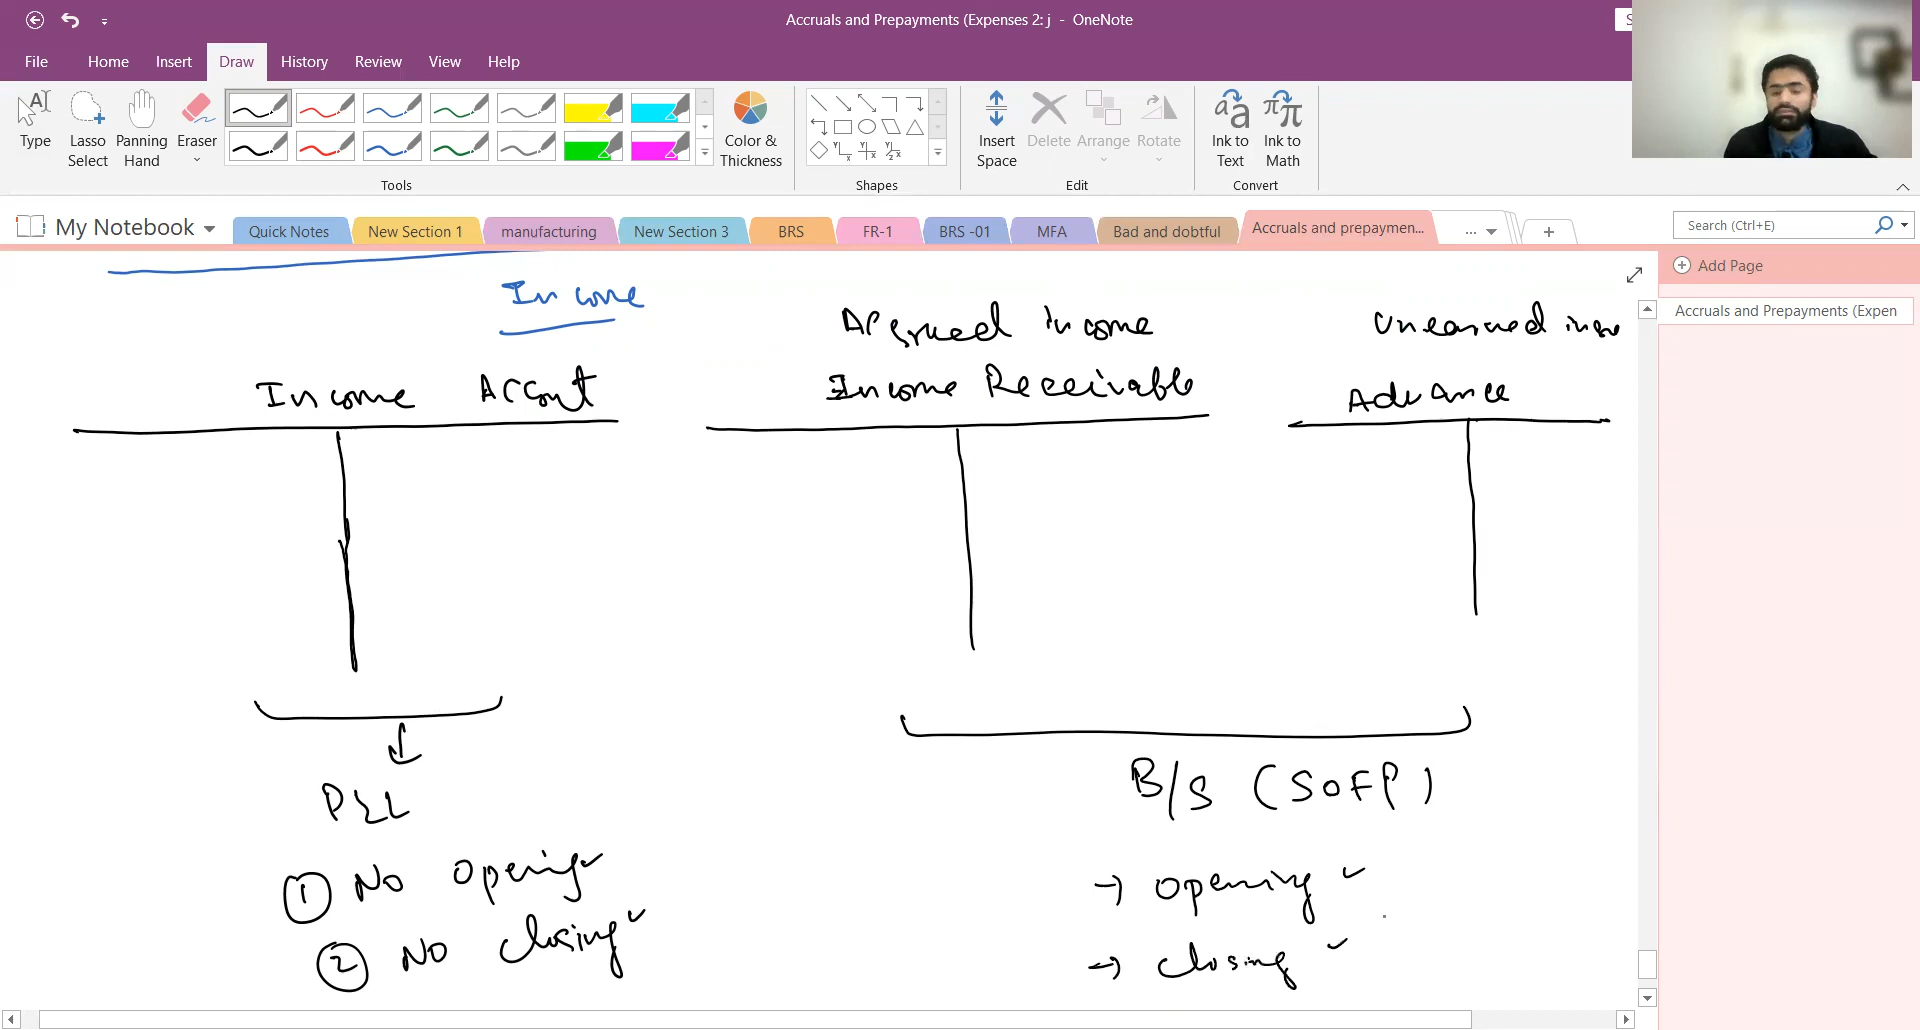 Accruals and Prepayments (Expenses 2: j - OneNote
File Home Insert Draw History Review View Help
Type
Lasso Select
Panning Hand
Eraser
Color & Thickness
Insert Space
Delete
Arrange
Rotate
Ink to Text
Ink to Math
Tools
Shapes
Edit
Convert
My Notebook
Quick Notes
New Section 1
manufacturing
New Section 3
BRS
FR-1
BRS -01
MFA
Bad and doubtful
Accruals and prepaymen...
...
Search (Ctrl+E)
Add Page
Accruals and Prepayments (Expen
Income
Accrued Income
Unearned
Income Account
Income Receivable
Advance
P&L
B/S (SOFP)
① No opening
→ opening
② No closing
→ closing